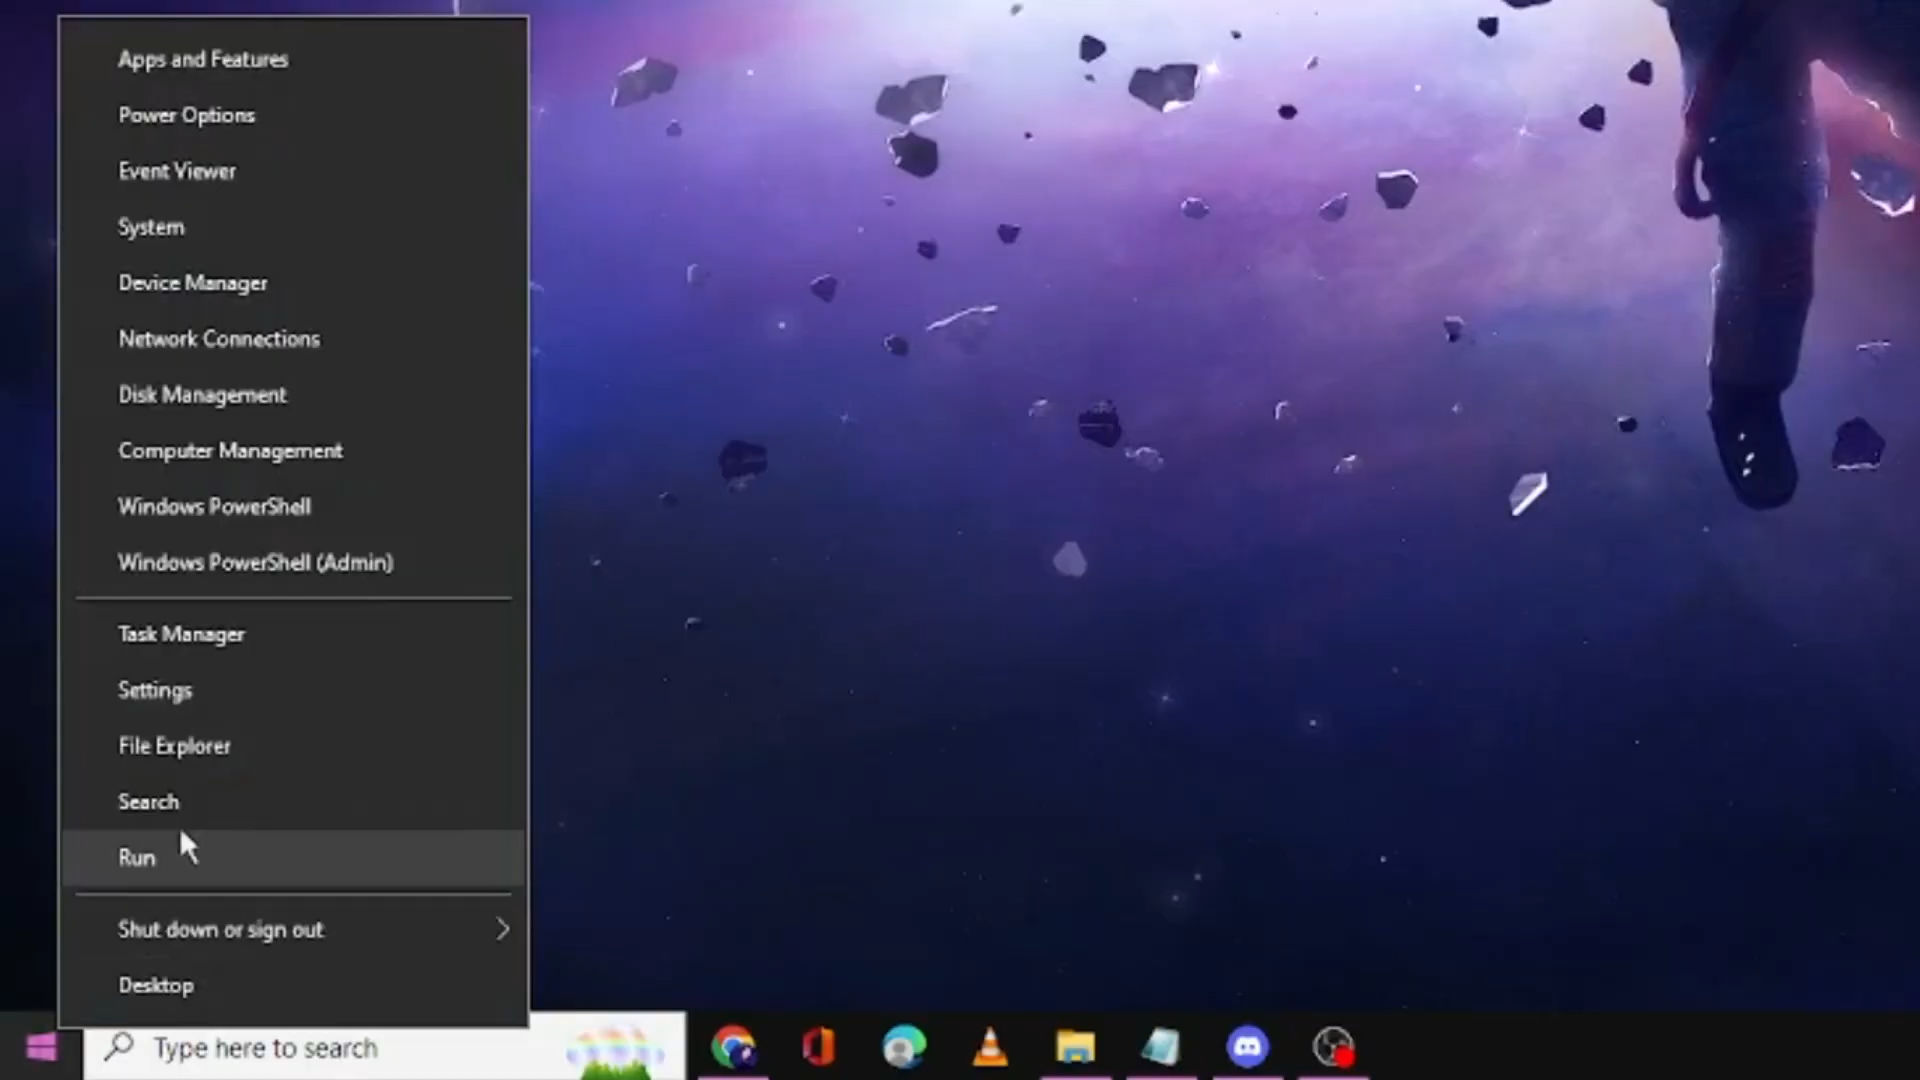 Apps and Features
Power Options
Event Viewer
System
Device Manager
Network Connections
Disk Management
Computer Management
Windows PowerShell
Windows PowerShell (Admin)
Task Manager
Settings
File Explorer
Search
Run
Shut down or sign out
Desktop
Type here to search